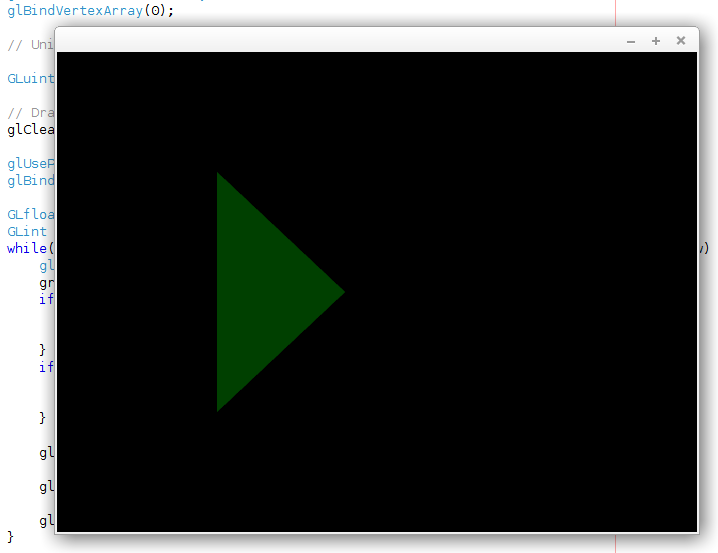 glBindVertexArray(0);
// Uni
GLuint
// Dra
glClea
glUseP
glBind
GLfloa
GLint
while(
)
gl
gr
if
}
if
}
gl
gl
gl
}